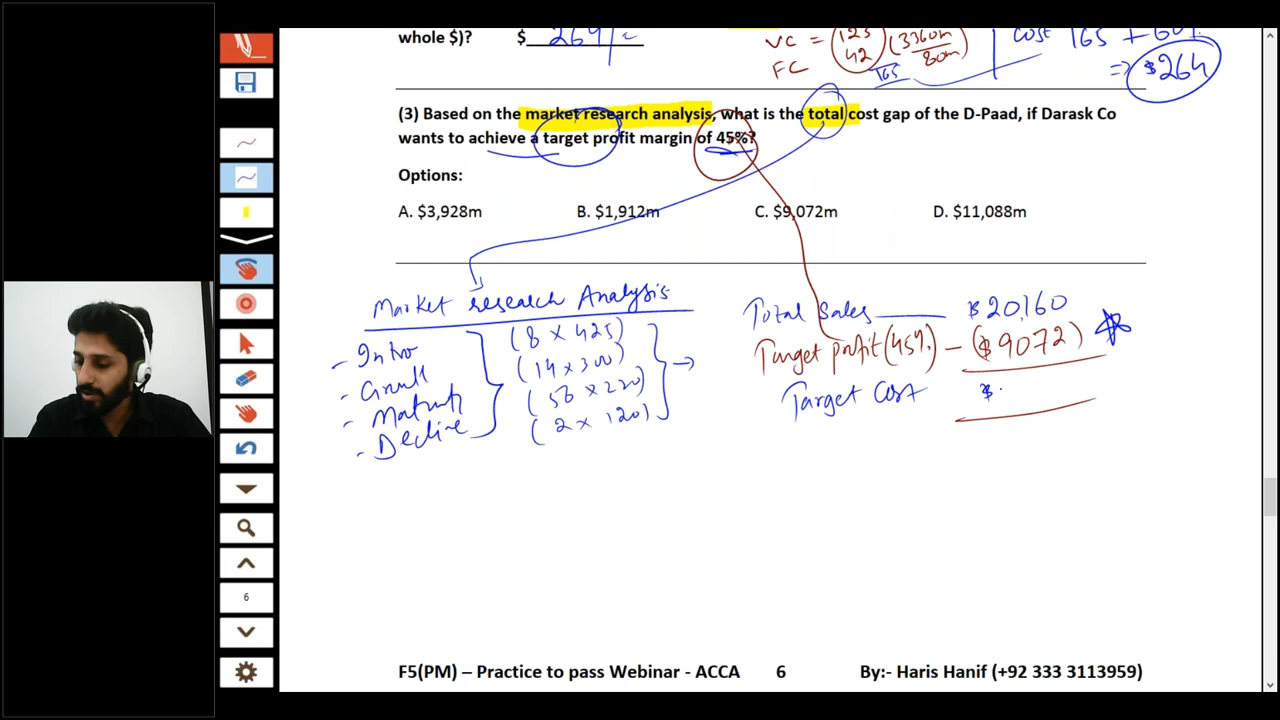 whole $)? $ 264/=
VC = 125 (3360m
FC 42 80m)
165
cost 165 + 60%
⇒ $264
(3) Based on the market research analysis, what is the total cost gap of the D-Paad, if Darask Co
wants to achieve a target profit margin of 45%?
Options:
A. $3,928m B. $1,912m C. $9,072m D. $11,088m
Market research Analysis
- Intro (8 x 425)
- Growth (14 x 300)
- Maturity (56 x 220)
- Decline (2 x 120)
Total Sales $20,160
Target profit (45%) - ($9072)
Target Cost $
6
F5(PM) – Practice to pass Webinar - ACCA 6 By:- Haris Hanif (+92 333 3113959)